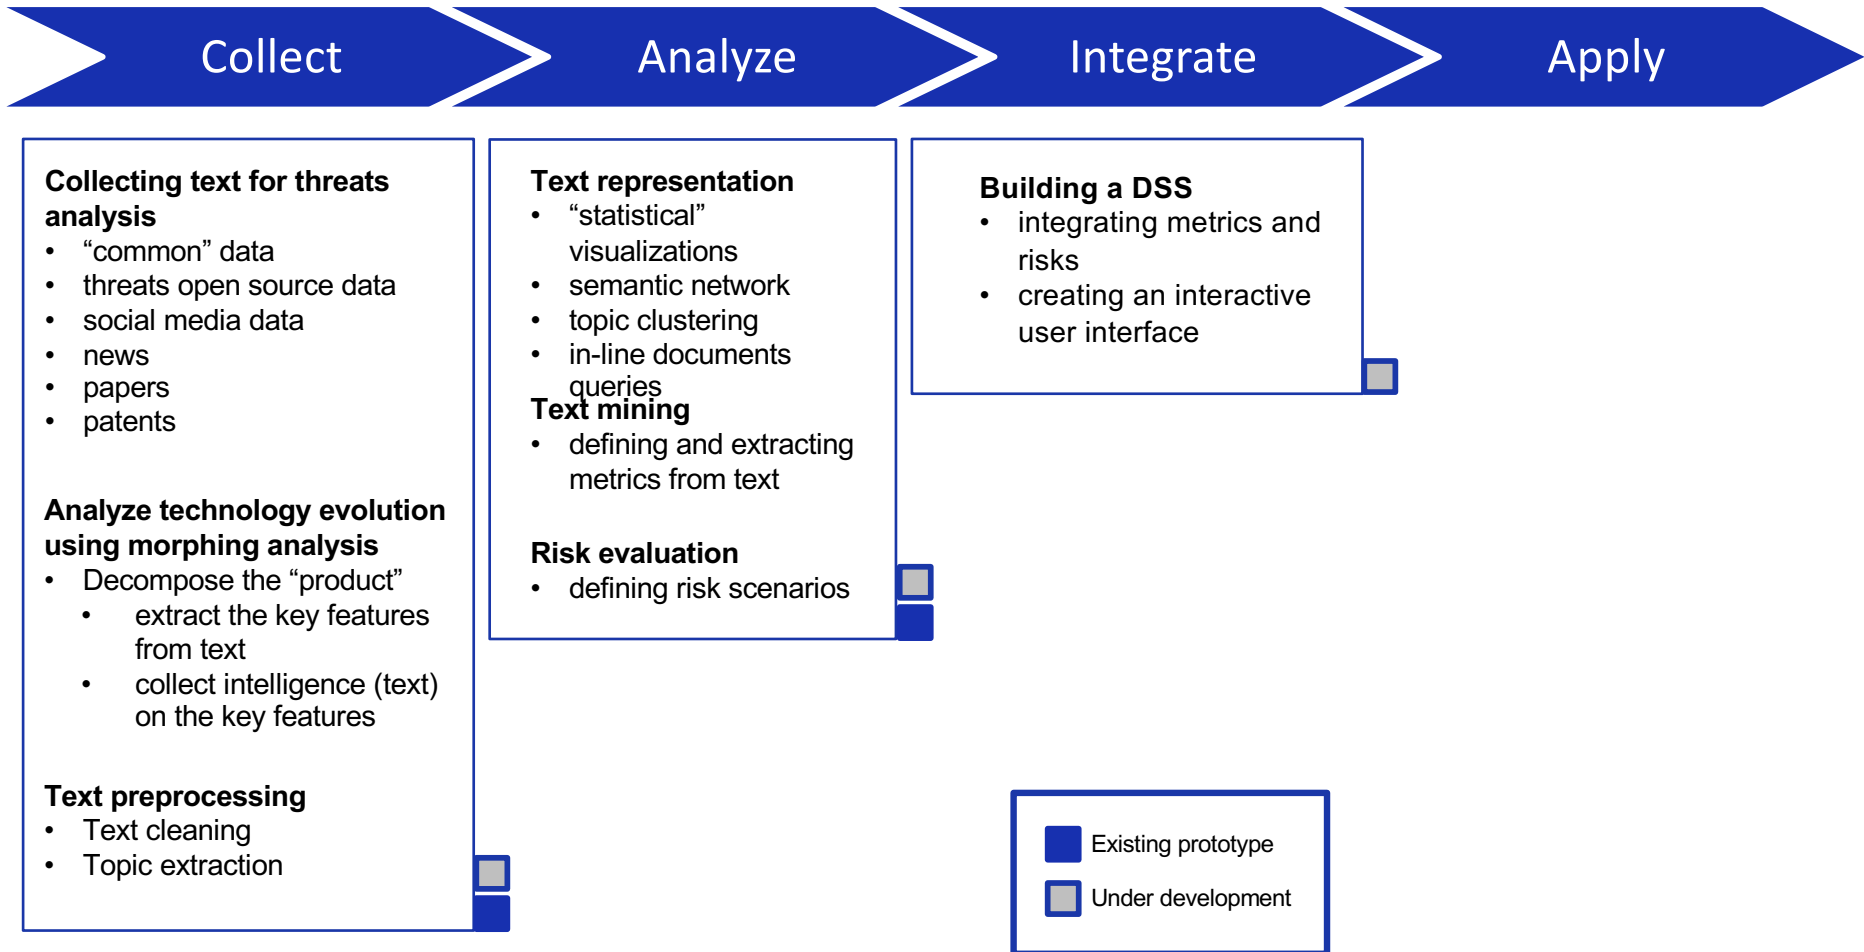 Collect
Analyze
Integrate
Apply
Collecting text for threats
analysis
• “common” data
• threats open source data
• social media data
• news
• papers
• patents
Analyze technology evolution
using morphing analysis
• Decompose the “product”
• extract the key features
from text
• collect intelligence (text)
on the key features
Text preprocessing
• Text cleaning
• Topic extraction
Text representation
• “statistical”
visualizations
• semantic network
• topic clustering
• in-line documents
queries
Text mining
• defining and extracting
metrics from text
Risk evaluation
• defining risk scenarios
Building a DSS
• integrating metrics and
risks
• creating an interactive
user interface
Existing prototype
Under development